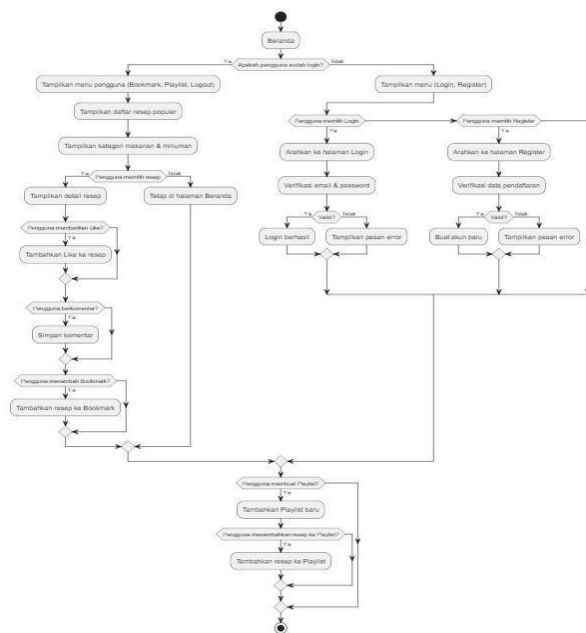 Beranda
Apakah pengguna sudah login?
Ya
Tidak
Tampilkan menu pengguna (Bookmark, Playlist, Logout)
Tampilkan daftar resep populer
Tampilkan kategori makanan & minuman
Pengguna memilih resep
Ya
Tidak
Tampilkan detail resep
Tetap di halaman Beranda
Pengguna memberikan Like?
Ya
Tambahkan Like ke resep
Pengguna berkomentar?
Ya
Simpan komentar
Pengguna menambah Bookmark?
Ya
Tambahkan resep ke Bookmark
Tampilkan menu (Login, Register)
Pengguna memilih Login
Ya
Arahkan ke halaman Login
Verifikasi email & password
Valid?
Ya
Tidak
Login berhasil
Tampilkan pesan error
Pengguna memilih Register
Ya
Arahkan ke halaman Register
Verifikasi data pendaftaran
Valid?
Ya
Tidak
Buat akun baru
Tampilkan pesan error
Pengguna membuat Playlist?
Ya
Tambahkan Playlist baru
Pengguna menambahkan resep ke Playlist?
Ya
Tambahkan resep ke Playlist